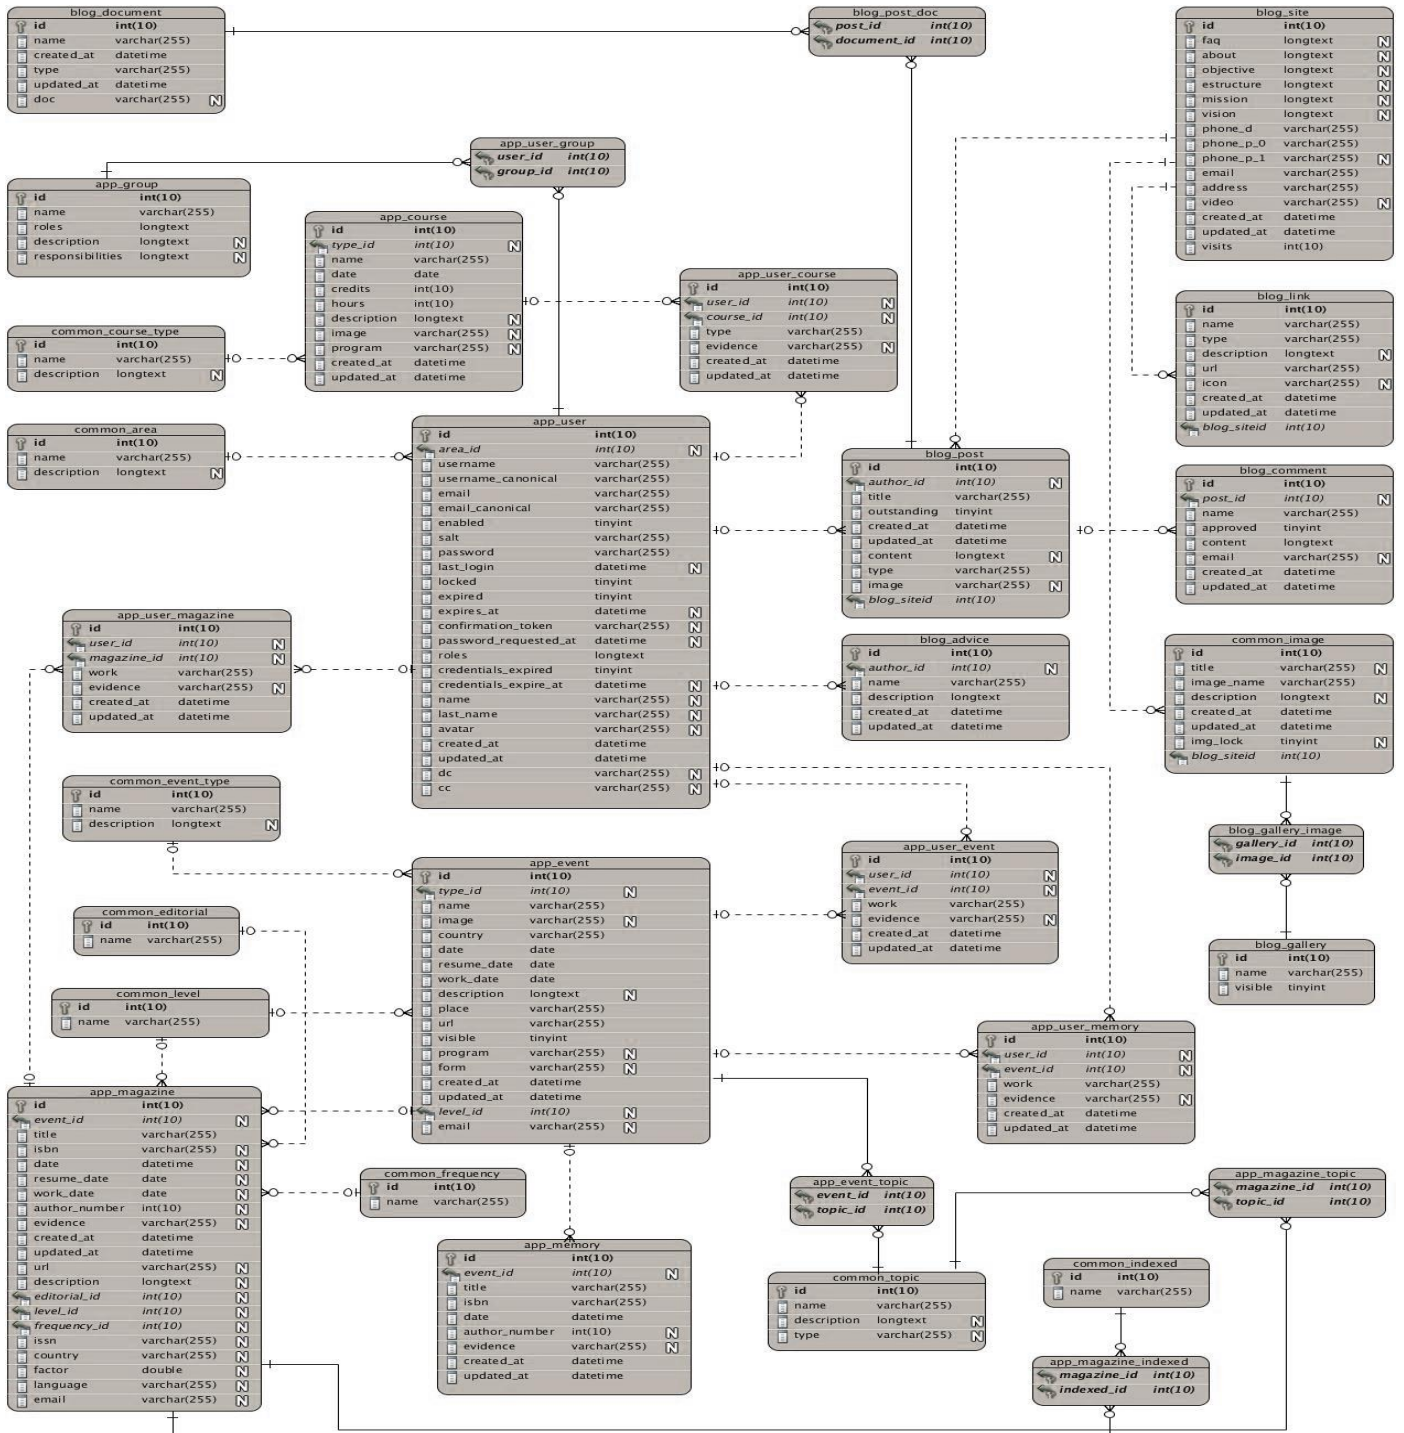 blog_document
id int(10)
name varchar(255)
created_at datetime
type varchar(255)
updated_at datetime
doc varchar(255) N
blog_post_doc
post_id int(10)
document_id int(10)
blog_site
id int(10)
faq longtext N
about longtext N
objective longtext N
estructure longtext N
mission longtext N
vision longtext N
phone_d varchar(255)
phone_p_0 varchar(255)
phone_p_1 varchar(255) N
email varchar(255)
address varchar(255)
video varchar(255) N
created_at datetime
updated_at datetime
visits int(10)
app_user_group
user_id int(10)
group_id int(10)
app_group
id int(10)
name varchar(255)
roles longtext
description longtext N
responsibilities longtext N
app_course
id int(10)
type_id int(10) N
name varchar(255)
date date
credits int(10)
hours int(10)
description longtext N
image varchar(255) N
program varchar(255) N
created_at datetime
updated_at datetime
app_user_course
id int(10)
user_id int(10) N
course_id int(10) N
type varchar(255)
evidence varchar(255) N
created_at datetime
updated_at datetime
blog_link
id int(10)
name varchar(255)
type varchar(255)
description longtext N
url varchar(255)
icon varchar(255) N
created_at datetime
updated_at datetime
blog_siteid int(10)
common_course_type
id int(10)
name varchar(255)
description longtext N
common_area
id int(10)
name varchar(255)
description longtext N
app_user
id int(10)
area_id int(10) N
username varchar(255)
username_canonical varchar(255)
email varchar(255)
email_canonical varchar(255)
enabled tinyint
salt varchar(255)
password varchar(255)
last_login datetime N
locked tinyint
expired tinyint
expires_at datetime N
confirmation_token varchar(255) N
password_requested_at datetime N
roles longtext
credentials_expired tinyint
credentials_expire_at datetime N
name varchar(255) N
last_name varchar(255) N
avatar varchar(255) N
created_at datetime
updated_at datetime
dc varchar(255) N
cc varchar(255) N
blog_post
id int(10)
author_id int(10) N
title varchar(255)
outstanding tinyint
created_at datetime
updated_at datetime
content longtext N
type varchar(255)
image varchar(255) N
blog_siteid int(10)
blog_comment
id int(10)
post_id int(10) N
name varchar(255)
approved tinyint
content longtext
email varchar(255) N
created_at datetime
updated_at datetime
app_user_magazine
id int(10)
user_id int(10) N
magazine_id int(10) N
work varchar(255)
evidence varchar(255) N
created_at datetime
updated_at datetime
blog_advice
id int(10)
author_id int(10) N
name varchar(255)
description longtext
created_at datetime
updated_at datetime
common_image
id int(10)
title varchar(255) N
image_name varchar(255)
description longtext N
created_at datetime
updated_at datetime
img_lock tinyint N
blog_siteid int(10)
common_event_type
id int(10)
name varchar(255)
description longtext N
blog_gallery_image
gallery_id int(10)
image_id int(10)
app_user_event
id int(10)
user_id int(10) N
event_id int(10) N
work varchar(255)
evidence varchar(255) N
created_at datetime
updated_at datetime
app_event
id int(10)
type_id int(10) N
name varchar(255)
image varchar(255) N
country varchar(255)
date date
resume_date date
work_date date
description longtext N
place varchar(255)
url varchar(255)
visible tinyint
program varchar(255) N
form varchar(255) N
created_at datetime
updated_at datetime
level_id int(10) N
email varchar(255) N
common_editorial
id int(10)
name varchar(255)
blog_gallery
id int(10)
name varchar(255)
visible tinyint
common_level
id int(10)
name varchar(255)
app_user_memory
id int(10)
user_id int(10) N
event_id int(10) N
work varchar(255)
evidence varchar(255) N
created_at datetime
updated_at datetime
app_magazine
id int(10)
event_id int(10) N
title varchar(255)
isbn varchar(255) N
date datetime N
resume_date date N
work_date date N
author_number int(10) N
evidence varchar(255) N
created_at datetime
updated_at datetime
url varchar(255) N
description longtext N
editorial_id int(10) N
level_id int(10) N
frequency_id int(10) N
issn varchar(255) N
country varchar(255) N
factor double N
language varchar(255) N
email varchar(255) N
common_frequency
id int(10)
name varchar(255)
app_event_topic
event_id int(10)
topic_id int(10)
app_magazine_topic
magazine_id int(10)
topic_id int(10)
app_memory
id int(10)
event_id int(10) N
title varchar(255)
isbn varchar(255)
date datetime
author_number int(10) N
evidence varchar(255) N
created_at datetime
updated_at datetime
common_topic
id int(10)
name varchar(255)
description longtext N
type varchar(255) N
common_indexed
id int(10)
name varchar(255)
app_magazine_indexed
magazine_id int(10)
indexed_id int(10)